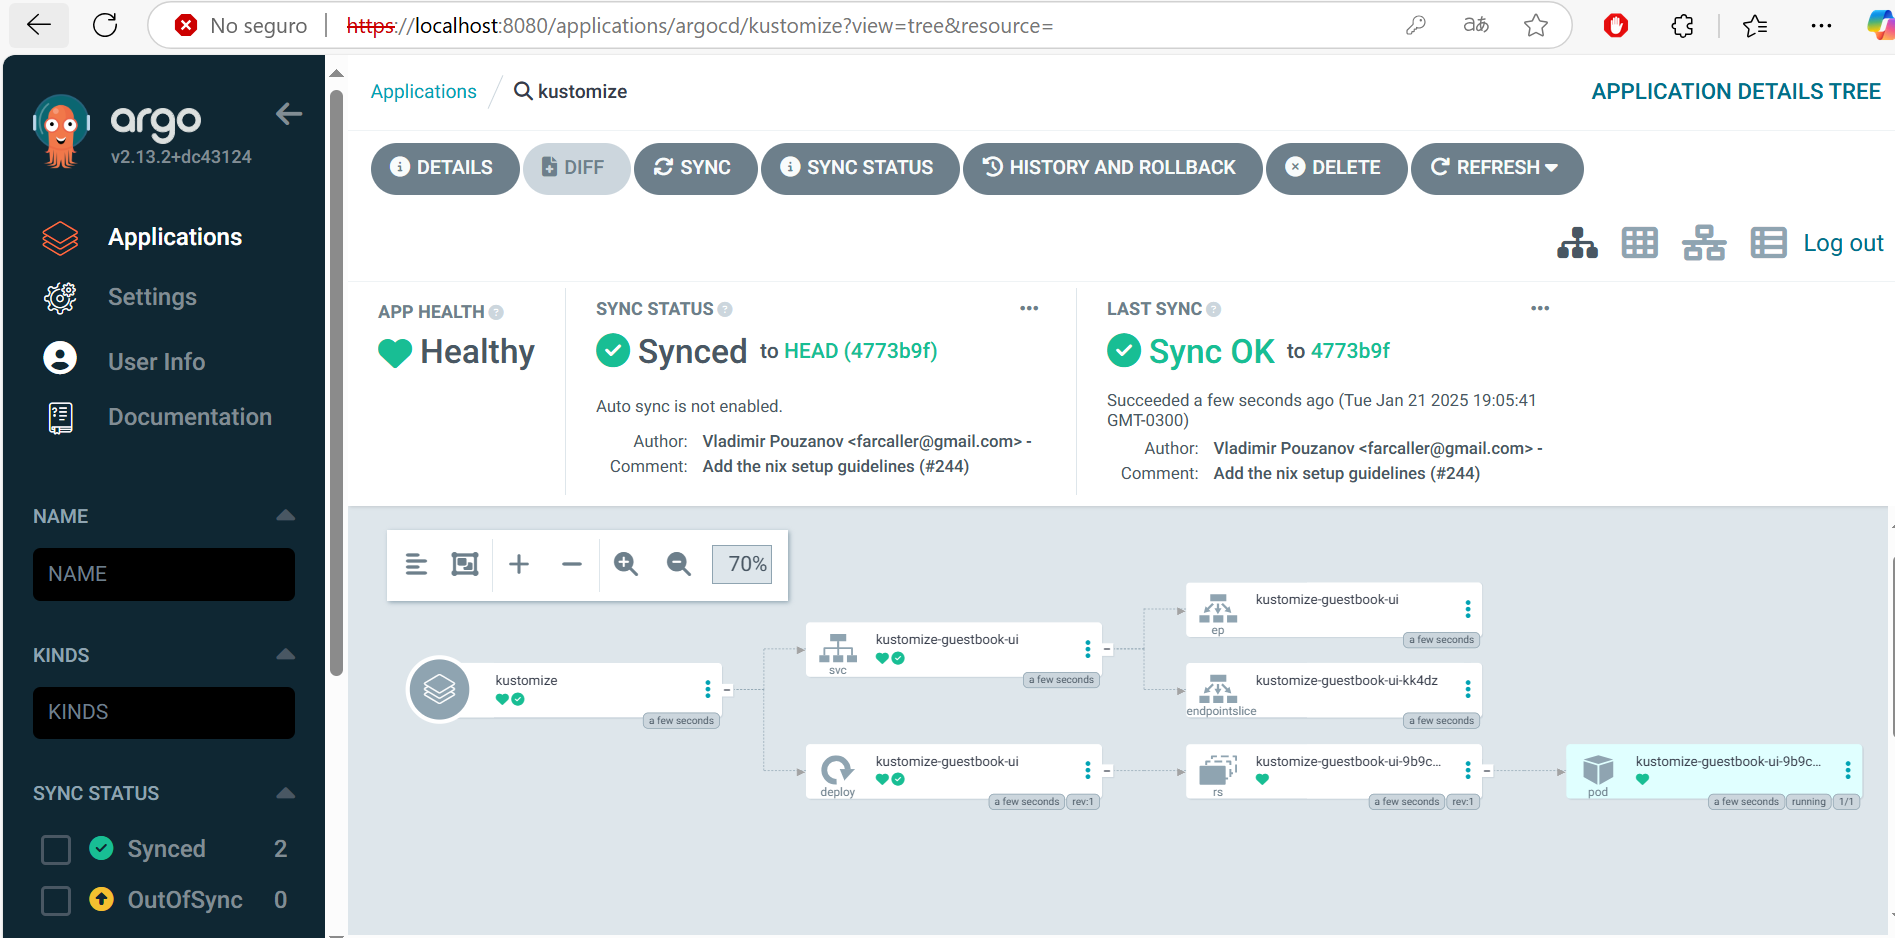 No seguro
https://localhost:8080/applications/argocd/kustomize?view=tree&resource=
aあ
argo
v2.13.2+dc43124
Applications
Settings
User Info
Documentation
NAME
NAME
KINDS
KINDS
SYNC STATUS
Synced 2
OutOfSync 0
Applications / kustomize
APPLICATION DETAILS TREE
DETAILS DIFF SYNC SYNC STATUS HISTORY AND ROLLBACK DELETE REFRESH
Log out
APP HEALTH
Healthy
SYNC STATUS
Synced to HEAD (4773b9f)
Auto sync is not enabled.
Author: Vladimir Pouzanov <farcaller@gmail.com> -
Comment: Add the nix setup guidelines (#244)
LAST SYNC
Sync OK to 4773b9f
Succeeded a few seconds ago (Tue Jan 21 2025 19:05:41
GMT-0300)
Author: Vladimir Pouzanov <farcaller@gmail.com> -
Comment: Add the nix setup guidelines (#244)
70%
kustomize
a few seconds
kustomize-guestbook-ui
svc
a few seconds
kustomize-guestbook-ui
ep
a few seconds
kustomize-guestbook-ui-kk4dz
endpointslice
a few seconds
kustomize-guestbook-ui
deploy
a few seconds rev:1
kustomize-guestbook-ui-9b9c...
rs
a few seconds rev:1
kustomize-guestbook-ui-9b9c...
pod
a few seconds running 1/1